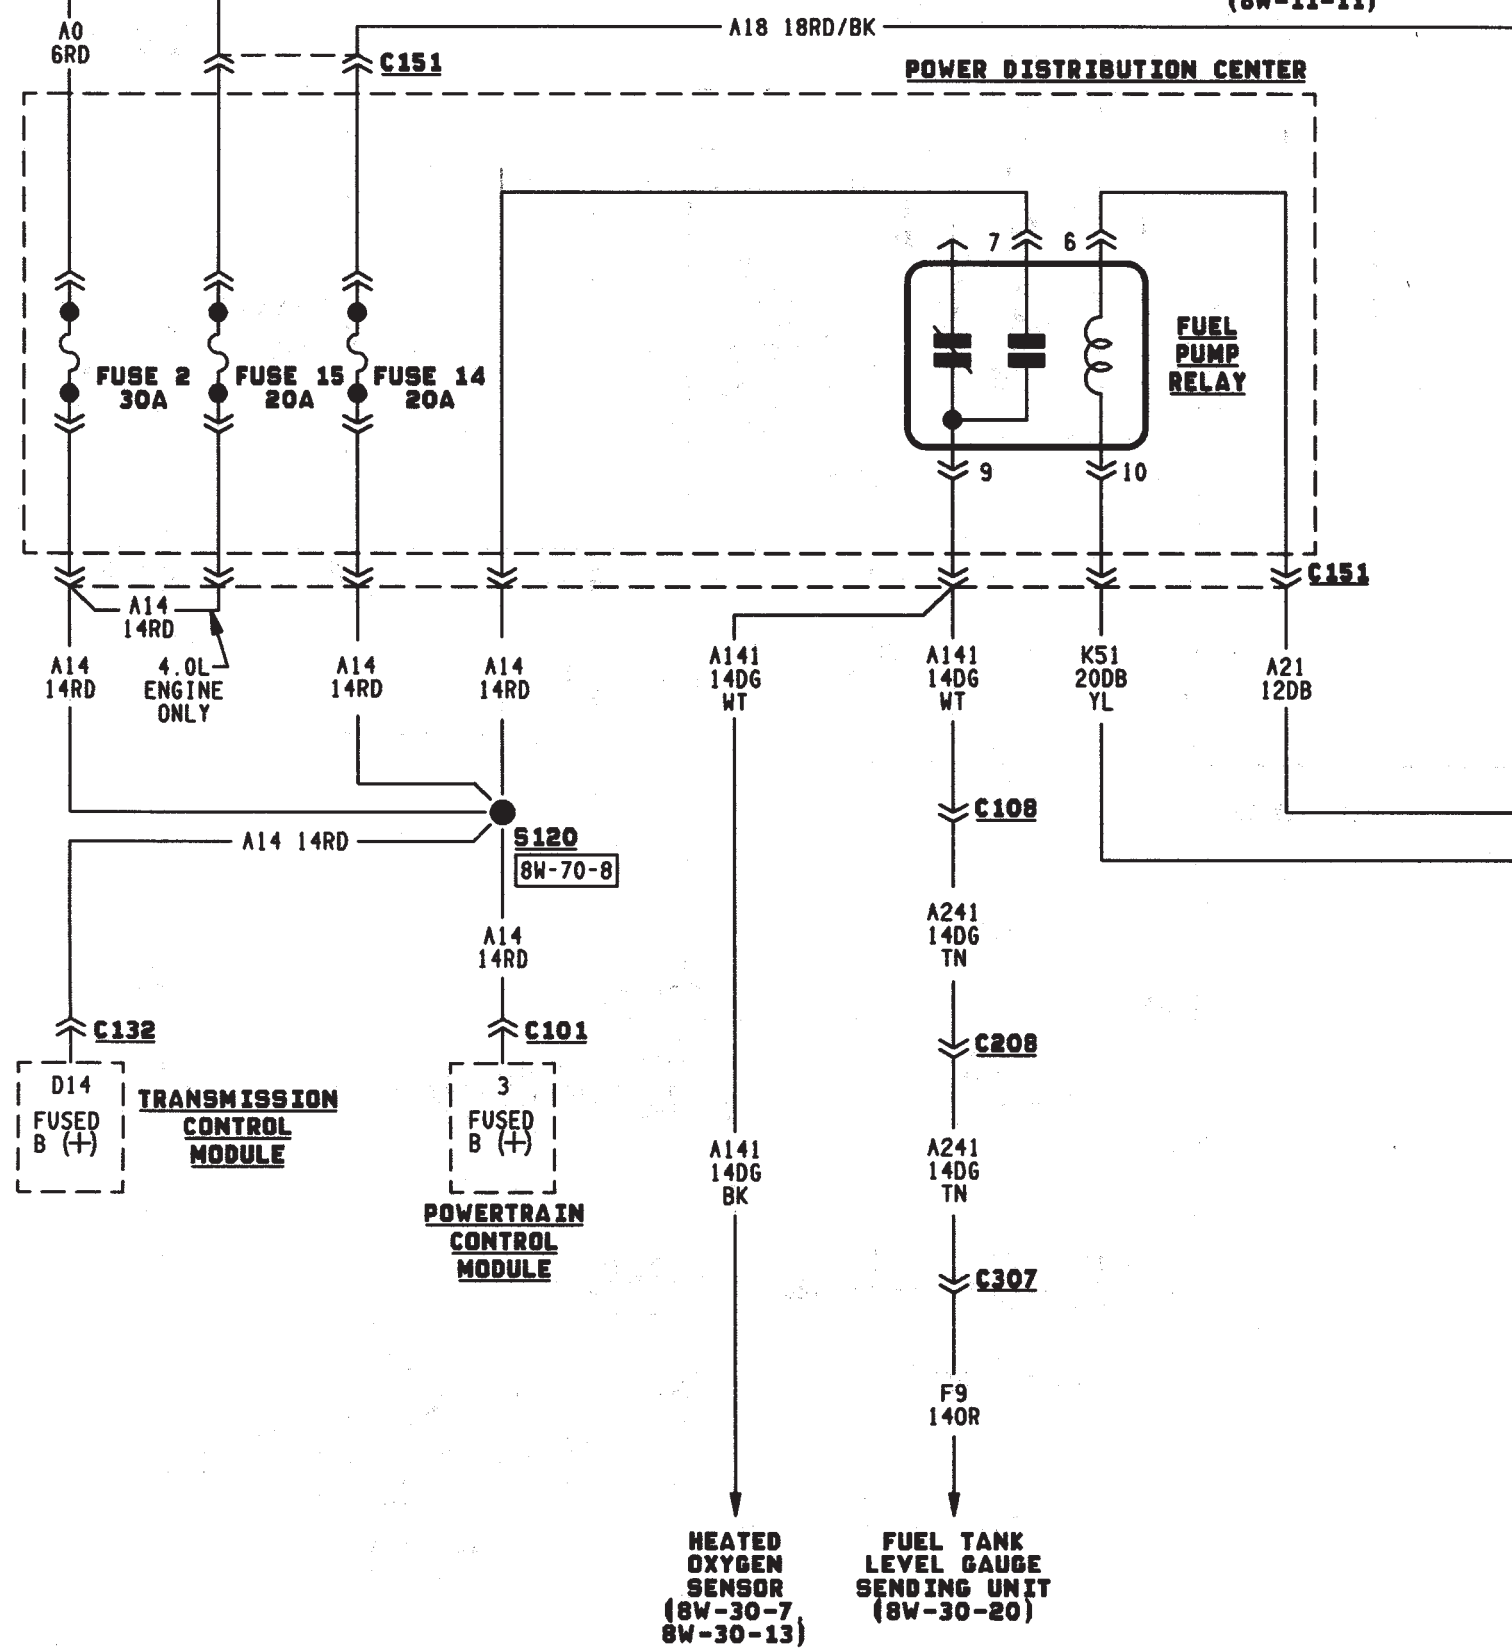 (8W-11-11)
A0
6RD
A18 18RD/BK
C151
POWER DISTRIBUTION CENTER
7
6
FUEL
PUMP
RELAY
FUSE 2
30A
FUSE 15
20A
FUSE 14
20A
9
10
C151
A14
14RD
A14
14RD
4.0L
ENGINE
ONLY
A14
14RD
A14
14RD
A141
14DG
WT
A141
14DG
WT
K51
20DB
YL
A21
12DB
C108
S120
8W-70-8
A14 14RD
A241
14DG
TN
A14
14RD
C132
C101
C208
D14
FUSED
B (+)
TRANSMISSION
CONTROL
MODULE
3
FUSED
B (+)
POWERTRAIN
CONTROL
MODULE
A141
14DG
BK
A241
14DG
TN
C307
F9
14OR
HEATED
OXYGEN
SENSOR
(8W-30-7,
8W-30-13)
FUEL TANK
LEVEL GAUGE
SENDING UNIT
(8W-30-20)